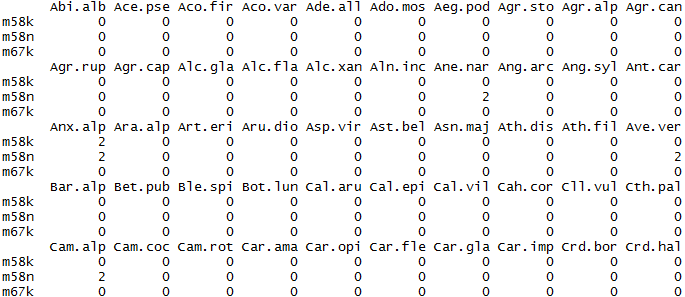 Abi.alb Ace.pse Aco.fir Aco.var Ade.all Ado.mos Aeg.pod Agr.sto Agr.alp Agr.can
m58k 0 0 0 0 0 0 0 0 0 0
m58n 0 0 0 0 0 0 0 0 0 0
m67k 0 0 0 0 0 0 0 0 0 0
Agr.rup Agr.cap Alc.gla Alc.fla Alc.xan Aln.inc Ane.nar Ang.arc Ang.syl Ant.car
m58k 0 0 0 0 0 0 0 0 0 0
m58n 0 0 0 0 0 0 2 0 0 0
m67k 0 0 0 0 0 0 0 0 0 0
Anx.alp Ara.alp Art.eri Aru.dio Asp.vir Ast.bel Asn.maj Ath.dis Ath.fil Ave.ver
m58k 2 0 0 0 0 0 0 0 0 0
m58n 2 0 0 0 0 0 0 0 0 2
m67k 0 0 0 0 0 0 0 0 0 0
Bar.alp Bet.pub Ble.spi Bot.lun Cal.aru Cal.epi Cal.vil Cah.cor Cll.vul Cth.pal
m58k 0 0 0 0 0 0 0 0 0 0
m58n 0 0 0 0 0 0 0 0 0 0
m67k 0 0 0 0 0 0 0 0 0 0
Cam.alp Cam.coc Cam.rot Car.ama Car.opi Car.fle Car.gla Car.imp Crd.bor Crd.hal
m58k 0 0 0 0 0 0 0 0 0 0
m58n 2 0 0 0 0 0 0 0 0 0
m67k 0 0 0 0 0 0 0 0 0 0